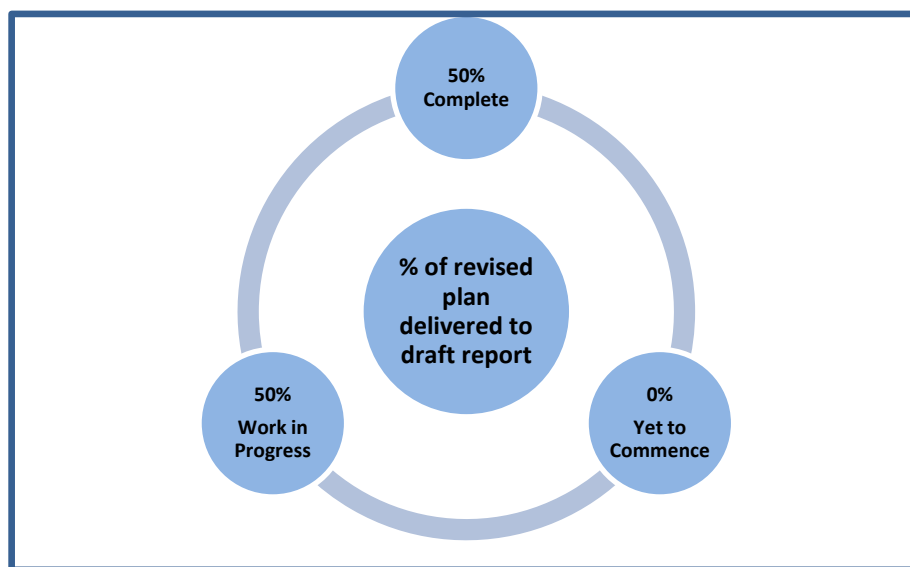 50%
Complete
% of revised
plan
delivered to
draft report
50%
Work in
Progress
0%
Yet to
Commence